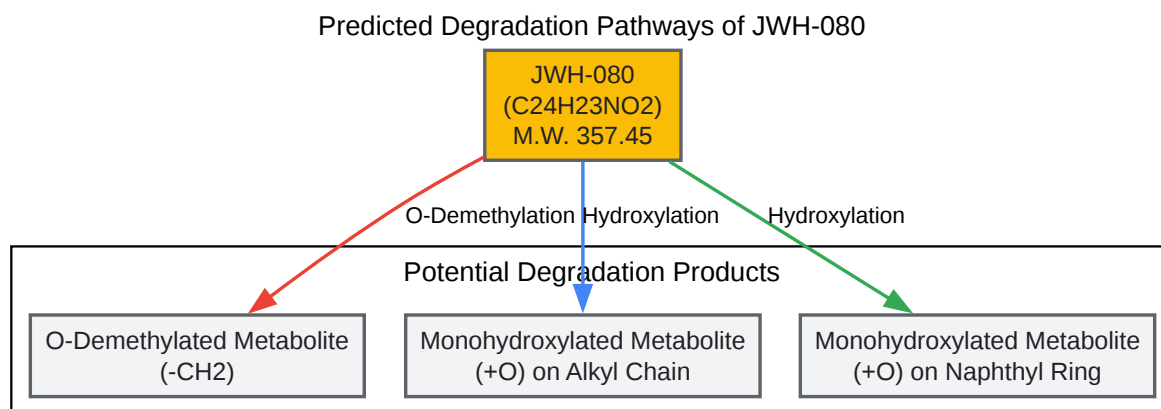 Predicted Degradation Pathways of JWH-080
JWH-080
(C24H23NO2)
M.W. 357.45
O-Demethylation
Hydroxylation
Hydroxylation
Potential Degradation Products
O-Demethylated Metabolite
(-CH2)
Monohydroxylated Metabolite
(+O) on Alkyl Chain
Monohydroxylated Metabolite
(+O) on Naphthyl Ring